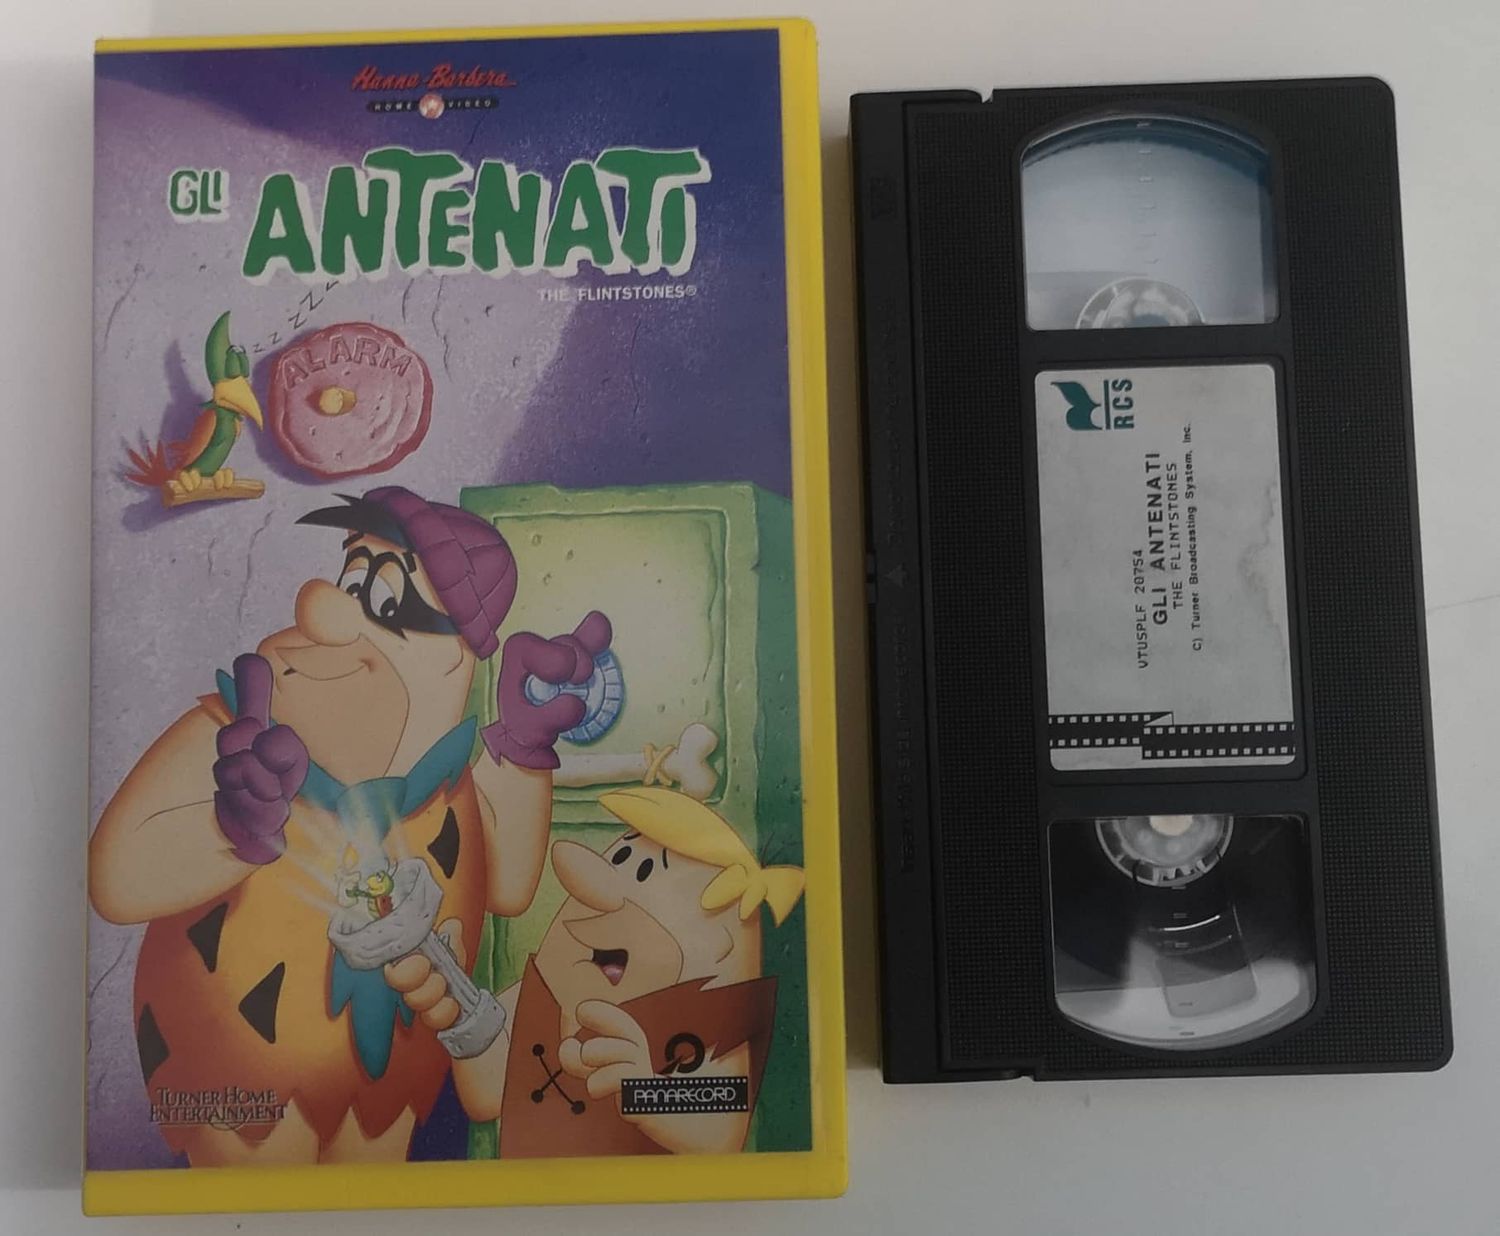 Hanna-Barbera
HOME VIDEO
GLI ANTENATI
THE FLINTSTONES®
ZZZZZZZ
ALARM
TURNER HOME
ENTERTAINMENT
PANARECORD
RCS
VTUSPLF 20754
GLI ANTENATI
THE FLINTSTONES
C) Turner Broadcasting System, Inc.